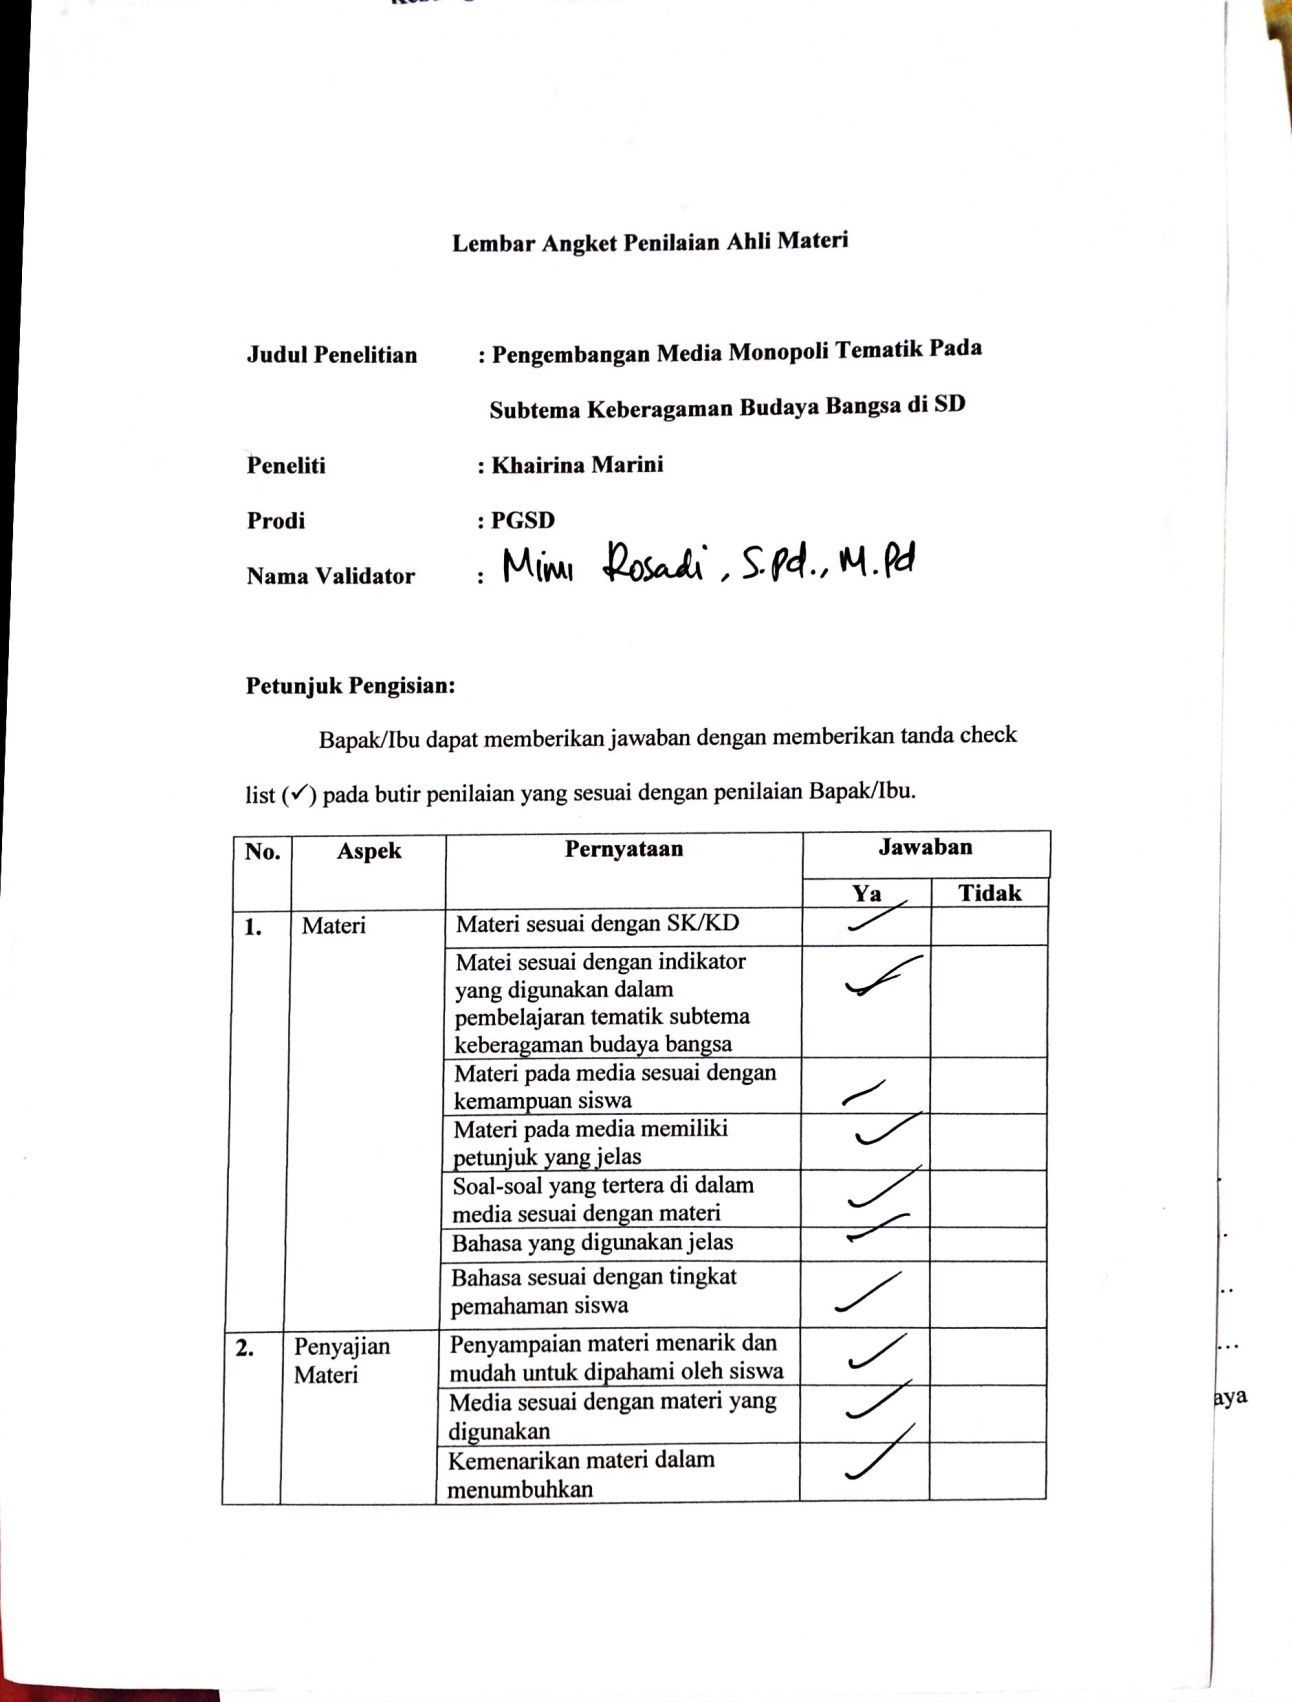 Lembar Angket Penilaian Ahli Materi
Judul Penelitian : Pengembangan Media Monopoli Tematik Pada
Subtema Keberagaman Budaya Bangsa di SD
Peneliti : Khairina Marini
Prodi : PGSD
Nama Validator : Mimi Rosadi, S.Pd., M.Pd
Petunjuk Pengisian:
Bapak/Ibu dapat memberikan jawaban dengan memberikan tanda check
list (✓) pada butir penilaian yang sesuai dengan penilaian Bapak/Ibu.
No. Aspek Pernyataan Jawaban
Ya Tidak
1. Materi Materi sesuai dengan SK/KD ✓
Matei sesuai dengan indikator ✓
yang digunakan dalam
pembelajaran tematik subtema
keberagaman budaya bangsa
Materi pada media sesuai dengan ✓
kemampuan siswa
Materi pada media memiliki ✓
petunjuk yang jelas
Soal-soal yang tertera di dalam ✓
media sesuai dengan materi
Bahasa yang digunakan jelas ✓
Bahasa sesuai dengan tingkat ✓
pemahaman siswa
2. Penyajian Penyampaian materi menarik dan ✓
Materi mudah untuk dipahami oleh siswa
Media sesuai dengan materi yang ✓
digunakan
Kemenarikan materi dalam ✓
menumbuhkan
aya